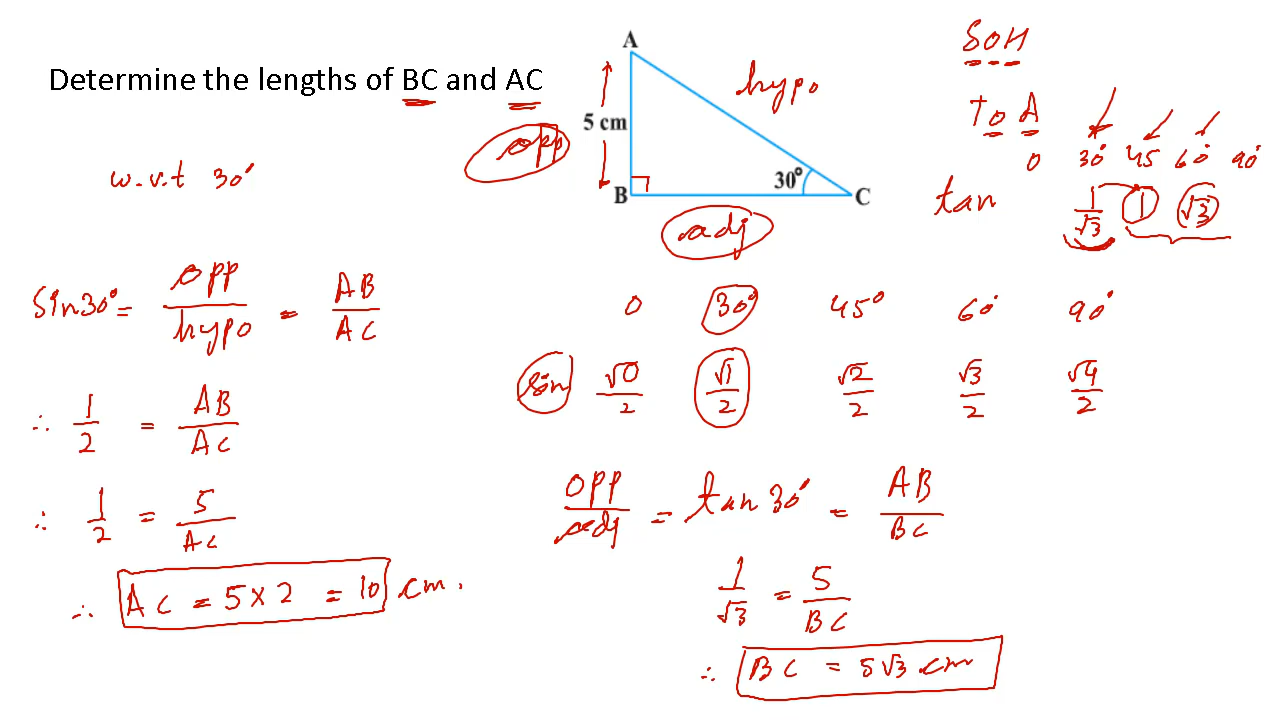 Determine the lengths of BC and AC
w.r.t 30°
sin30° = opp/hypo = AB/AC
∴ 1/2 = AB/AC
∴ 1/2 = 5/AC
∴ AC = 5 × 2 = 10 cm.
A
5 cm
B
30°
C
opp
hypo
adj
SOH
TOA
0 30° 45 60° 90°
tan 1/√3 1 √3
0 30° 45° 60° 90°
sin √0/2 √1/2 √2/2 √3/2 √4/2
opp/adj = tan 30° = AB/BC
1/√3 = 5/BC
∴ BC = 5√3 cm